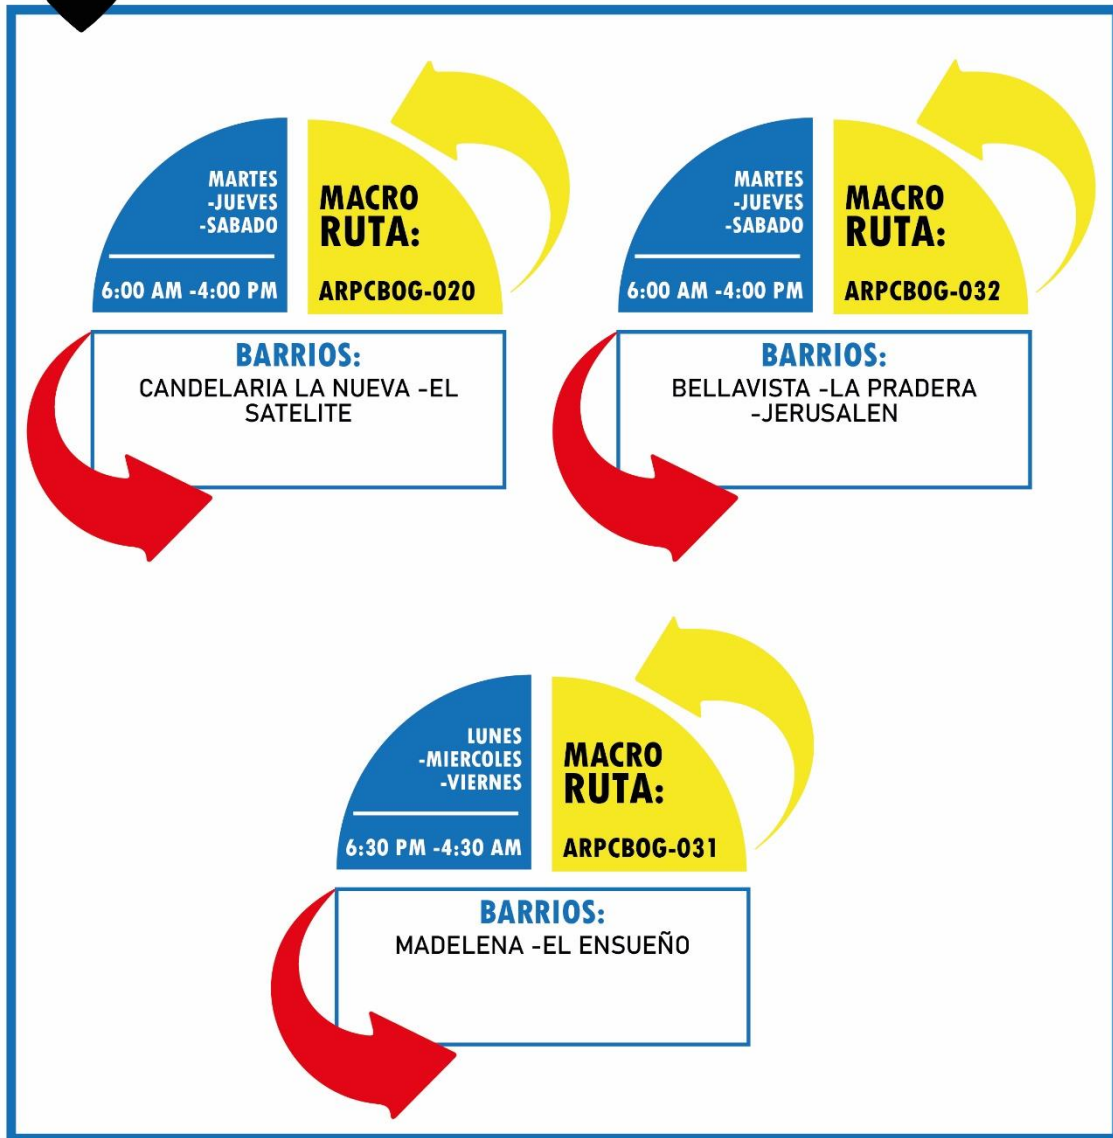 MARTES
-JUEVES
-SABADO
6:00 AM -4:00 PM
MACRO
RUTA:
ARPCBOG-020
BARRIOS:
CANDELARIA LA NUEVA -EL
SATELITE
MARTES
-JUEVES
-SABADO
6:00 AM -4:00 PM
MACRO
RUTA:
ARPCBOG-032
BARRIOS:
BELLAVISTA -LA PRADERA
-JERUSALEN
LUNES
-MIERCOLES
-VIERNES
6:30 PM -4:30 AM
MACRO
RUTA:
ARPCBOG-031
BARRIOS:
MADELENA -EL ENSUEÑO